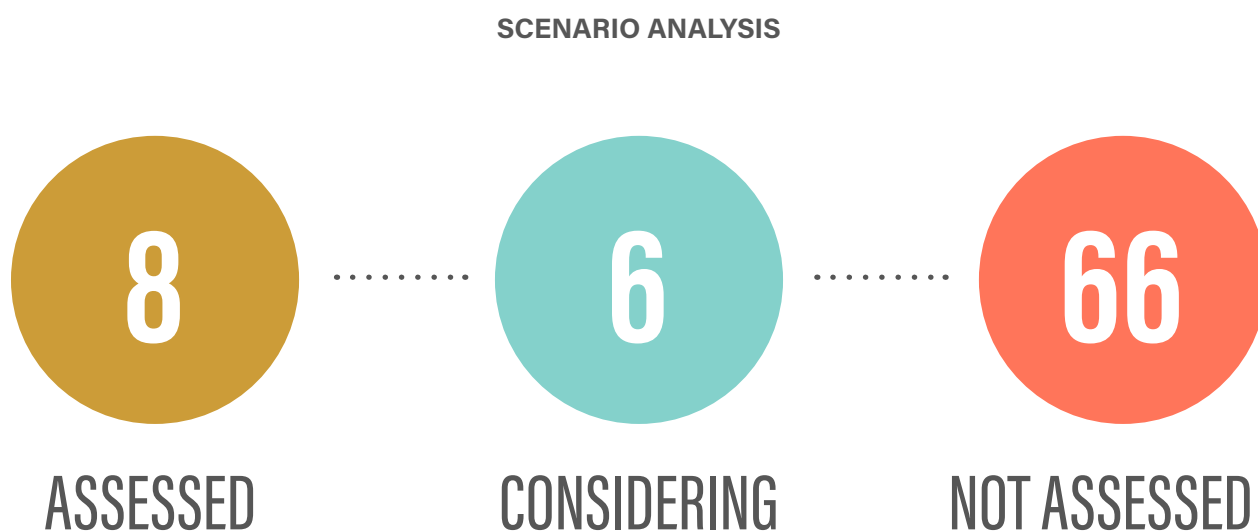 SCENARIO ANALYSIS
8
6
66
ASSESSED
CONSIDERING
NOT ASSESSED